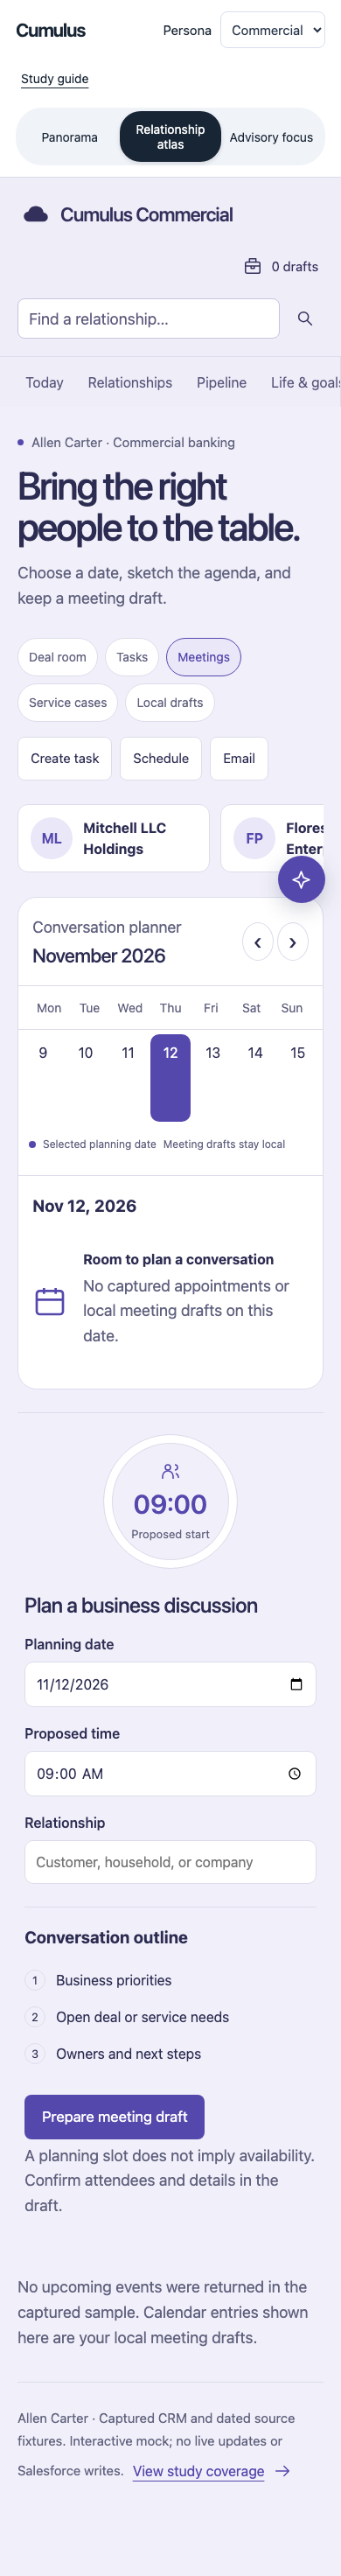 Cumulus
Persona
Commercial
Study guide
Panorama
Relationship
atlas
Advisory focus
Cumulus Commercial
0 drafts
Find a relationship...
Today
Relationships
Pipeline
Life & goals
Allen Carter · Commercial banking
Bring the right
people to the table.
Choose a date, sketch the agenda, and
keep a meeting draft.
Deal room
Tasks
Meetings
Service cases
Local drafts
Create task
Schedule
Email
ML
Mitchell LLC
Holdings
FP
Conversation planner
November 2026
Mon Tue Wed Thu Fri Sat Sun
9 10 11 12 13 14 15
Selected planning date Meeting drafts stay local
Nov 12, 2026
Room to plan a conversation
No captured appointments or
local meeting drafts on this
date.
09:00
Proposed start
Plan a business discussion
Planning date
11/12/2026
Proposed time
09:00 AM
Relationship
Customer, household, or company
Conversation outline
1 Business priorities
2 Open deal or service needs
3 Owners and next steps
Prepare meeting draft
A planning slot does not imply availability.
Confirm attendees and details in the
draft.
No upcoming events were returned in the
captured sample. Calendar entries shown
here are your local meeting drafts.
Allen Carter · Captured CRM and dated source
fixtures. Interactive mock; no live updates or
Salesforce writes. View study coverage →